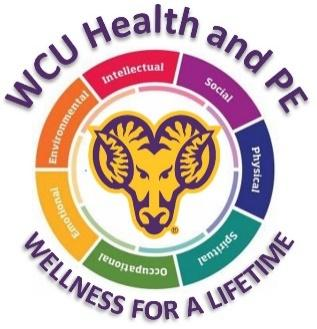 WCU Health and PE
Intellectual
Social
Physical
Spiritual
Occupational
Emotional
Environmental
®
WELLNESS FOR A LIFETIME